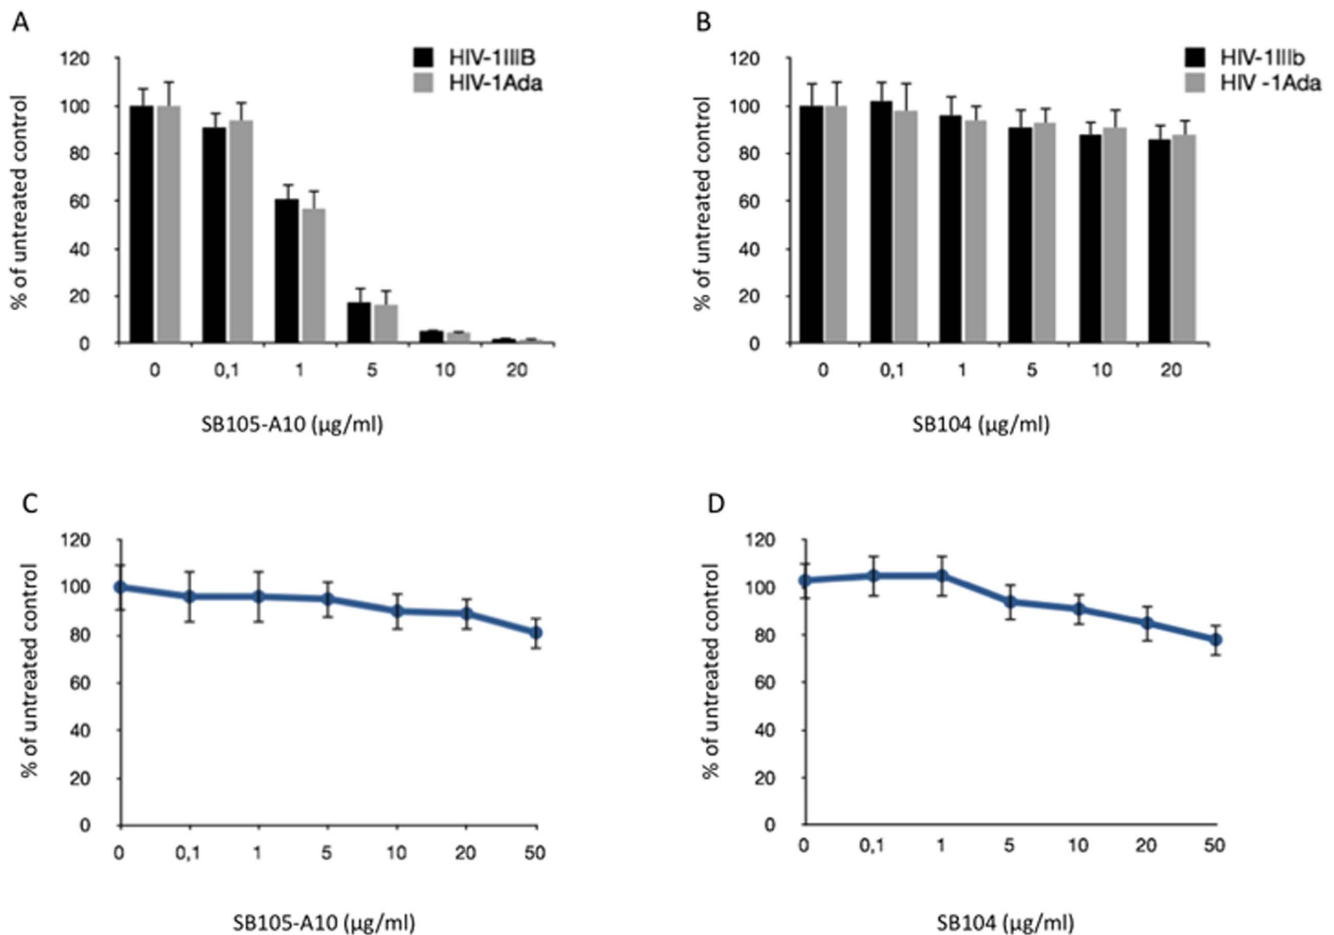 A
HIV-1IIIB
HIV-1Ada
% of untreated control
120
100
80
60
40
20
0
0 0,1 1 5 10 20
SB105-A10 (µg/ml)
B
HIV-1IIIb
HIV -1Ada
% of untreated control
120
100
80
60
40
20
0
0 0,1 1 5 10 20
SB104 (µg/ml)
C
% of untreated control
120
100
80
60
40
20
0
0 0,1 1 5 10 20 50
SB105-A10 (µg/ml)
D
% of untreated control
120
100
80
60
40
20
0
0 0,1 1 5 10 20 50
SB104 (µg/ml)